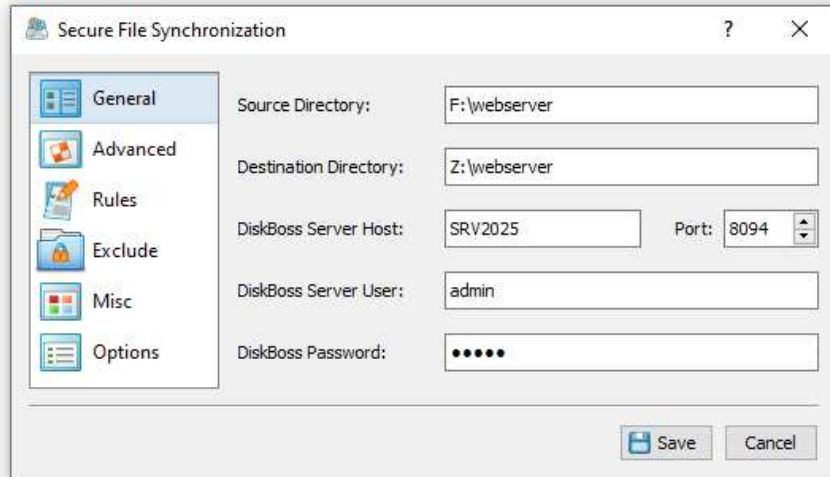 Secure File Synchronization
General
Advanced
Rules
Exclude
Misc
Options
Source Directory: F:\webserver
Destination Directory: Z:\webserver
DiskBoss Server Host: SRV2025 Port: 8094
DiskBoss Server User: admin
DiskBoss Password: •••••
Save Cancel